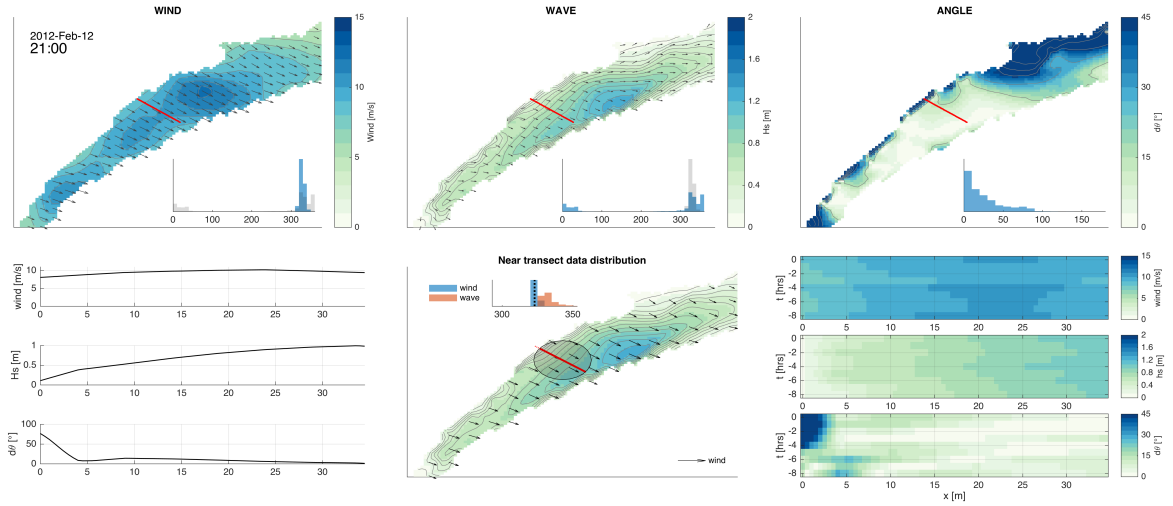 WIND
2012-Feb-12
21:00
0 100 200 300
15
10
5
0
Wind [m/s]
WAVE
0 100 200 300
2
1.6
1.2
0.8
0.4
0
Hs [m]
ANGLE
0 50 100 150
45
30
15
0
dθ [°]
wind [m/s]
10
5
0
0 5 10 15 20 25 30
Hs [m]
1
0.5
0
0 5 10 15 20 25 30
dθ [°]
100
50
0
0 5 10 15 20 25 30
Near transect data distribution
wind
wave
300 350
wind
t [hrs]
0
-2
-4
-6
-8
0 5 10 15 20 25 30
15
10
5
0
wind [m/s]
t [hrs]
0
-2
-4
-6
-8
0 5 10 15 20 25 30
2
1.6
1.2
0.8
0.4
0
hs [m]
t [hrs]
0
-2
-4
-6
-8
0 5 10 15 20 25 30
x [m]
45
30
15
0
dθ [°]